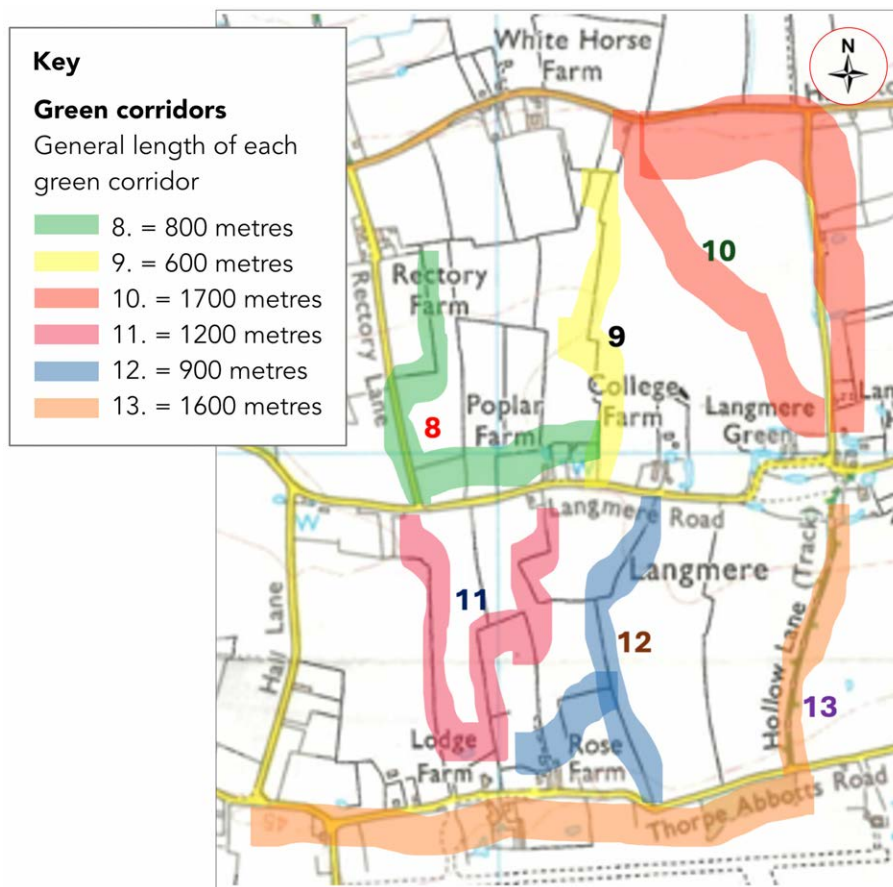 Key
Green corridors
General length of each
green corridor
8. = 800 metres
9. = 600 metres
10. = 1700 metres
11. = 1200 metres
12. = 900 metres
13. = 1600 metres
N
White Horse
Farm
10
Rectory
Farm
Rectory Lane
9
College
Farm
Poplar
Farm
8
Langmere
Green
W
W
Langmere Road
11
Langmere
12
Hall Lane
Hollow Lane (Track)
13
Lodge
Farm
Rose
Farm
Thorpe Abbotts Road
45